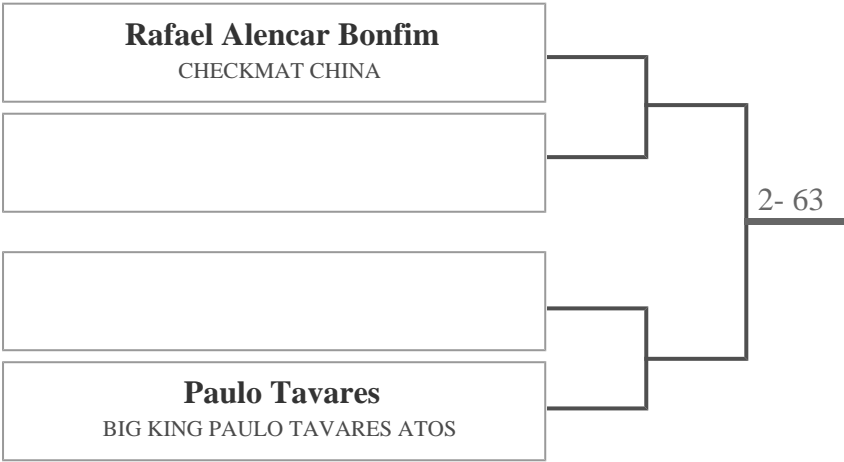 Rafael Alencar Bonfim
CHECKMAT CHINA
2- 63
Paulo Tavares
BIG KING PAULO TAVARES ATOS